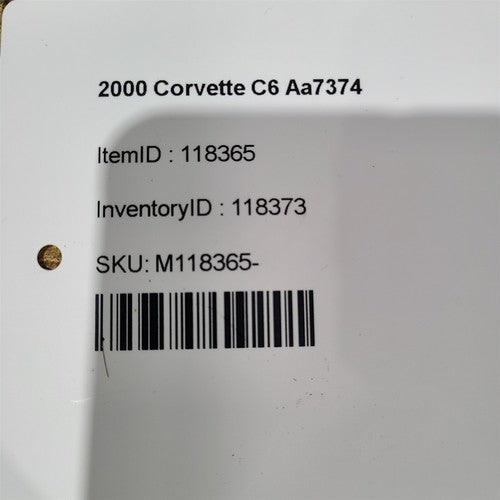 2000 Corvette C6 Aa7374
ItemID : 118365
InventoryID : 118373
SKU: M118365-